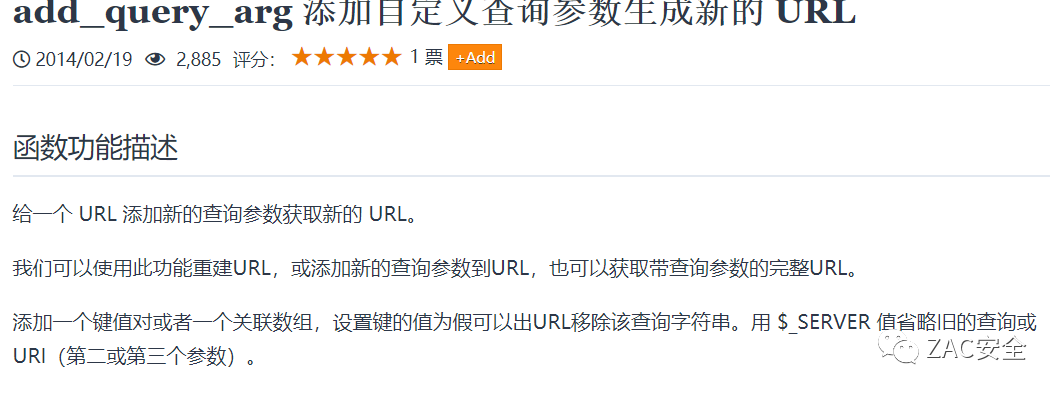 add_query_arg 添加自定义查询参数生成新的 URL
2014/02/19 2,885 评分： ★★★★★ 1 票 +Add
函数功能描述
给一个 URL 添加新的查询参数获取新的 URL。
我们可以使用此功能重建URL，或添加新的查询参数到URL，也可以获取带查询参数的完整URL。
添加一个键值对或者一个关联数组，设置键的值为假可以出URL移除该查询字符串。用 $_SERVER 值省略旧的查询或
URI（第二或第三个参数）。
ZAC安全